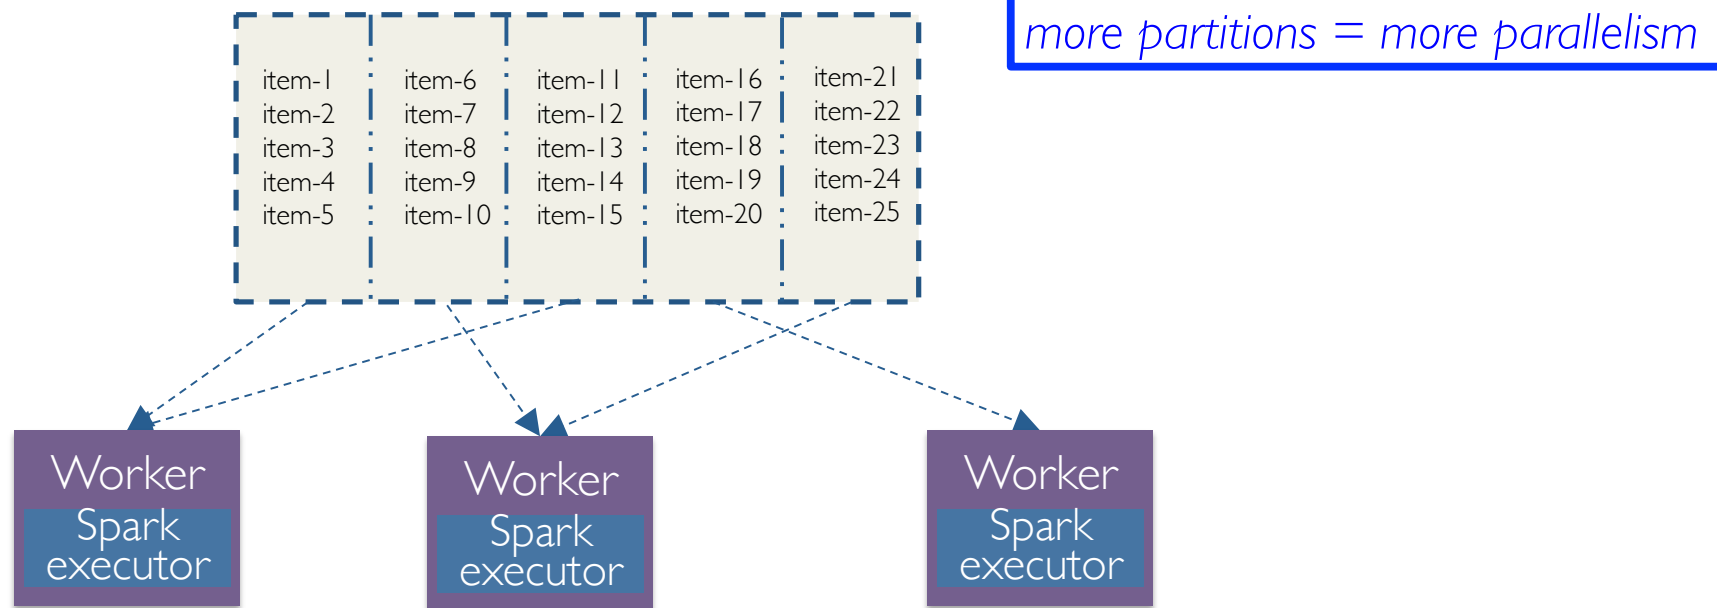 more partitions = more parallelism
item-1
item-2
item-3
item-4
item-5
item-6
item-7
item-8
item-9
item-10
item-11
item-12
item-13
item-14
item-15
item-16
item-17
item-18
item-19
item-20
item-21
item-22
item-23
item-24
item-25
Worker
Spark
executor
Worker
Spark
executor
Worker
Spark
executor